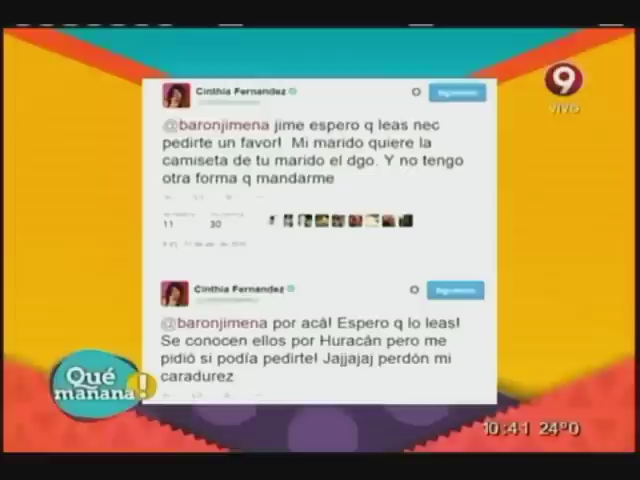 9
VIVO
Cinthia Fernandez
Siguiendo
@baronjimena jime espero q leas nec
pedirte un favor! Mi marido quiere la
camiseta de tu marido el dgo. Y no tengo
otra forma q mandarme
11 30
Cinthia Fernandez
Siguiendo
@baronjimena por acá! Espero q lo leas!
Se conocen ellos por Huracán pero me
pidió si podía pedirte! Jajjajaj perdón mi
caradurez
Qué
mañana!
10:41 24°